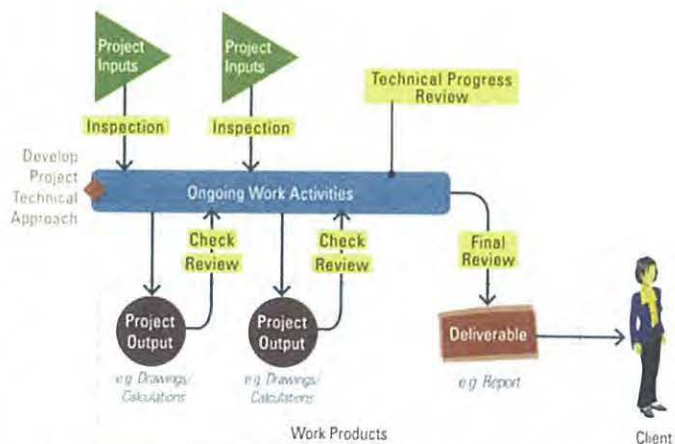 Project
Inputs
Project
Inputs
Technical Progress
Review
Inspection
Inspection
Develop
Project
Technical
Approach
Ongoing Work Activities
Check
Review
Check
Review
Final
Review
Project
Output
Project
Output
Deliverable
e.g. Drawings/
Calculations
e.g. Drawings/
Calculations
e.g. Report
Work Products
Client